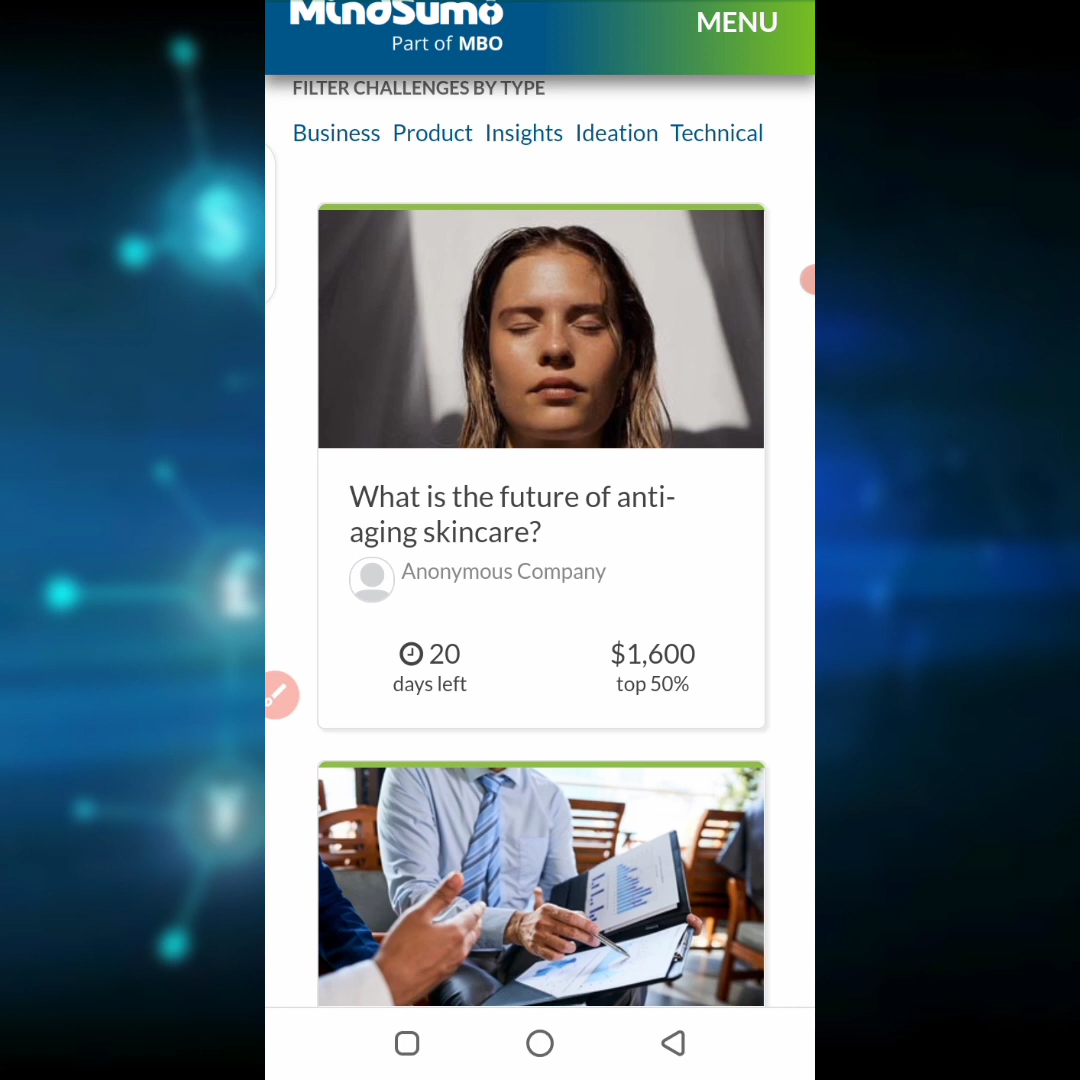 MindSumo
MENU
Part of MBO
FILTER CHALLENGES BY TYPE
Business Product Insights Ideation Technical
What is the future of anti-
aging skincare?
Anonymous Company
20
days left
$1,600
top 50%